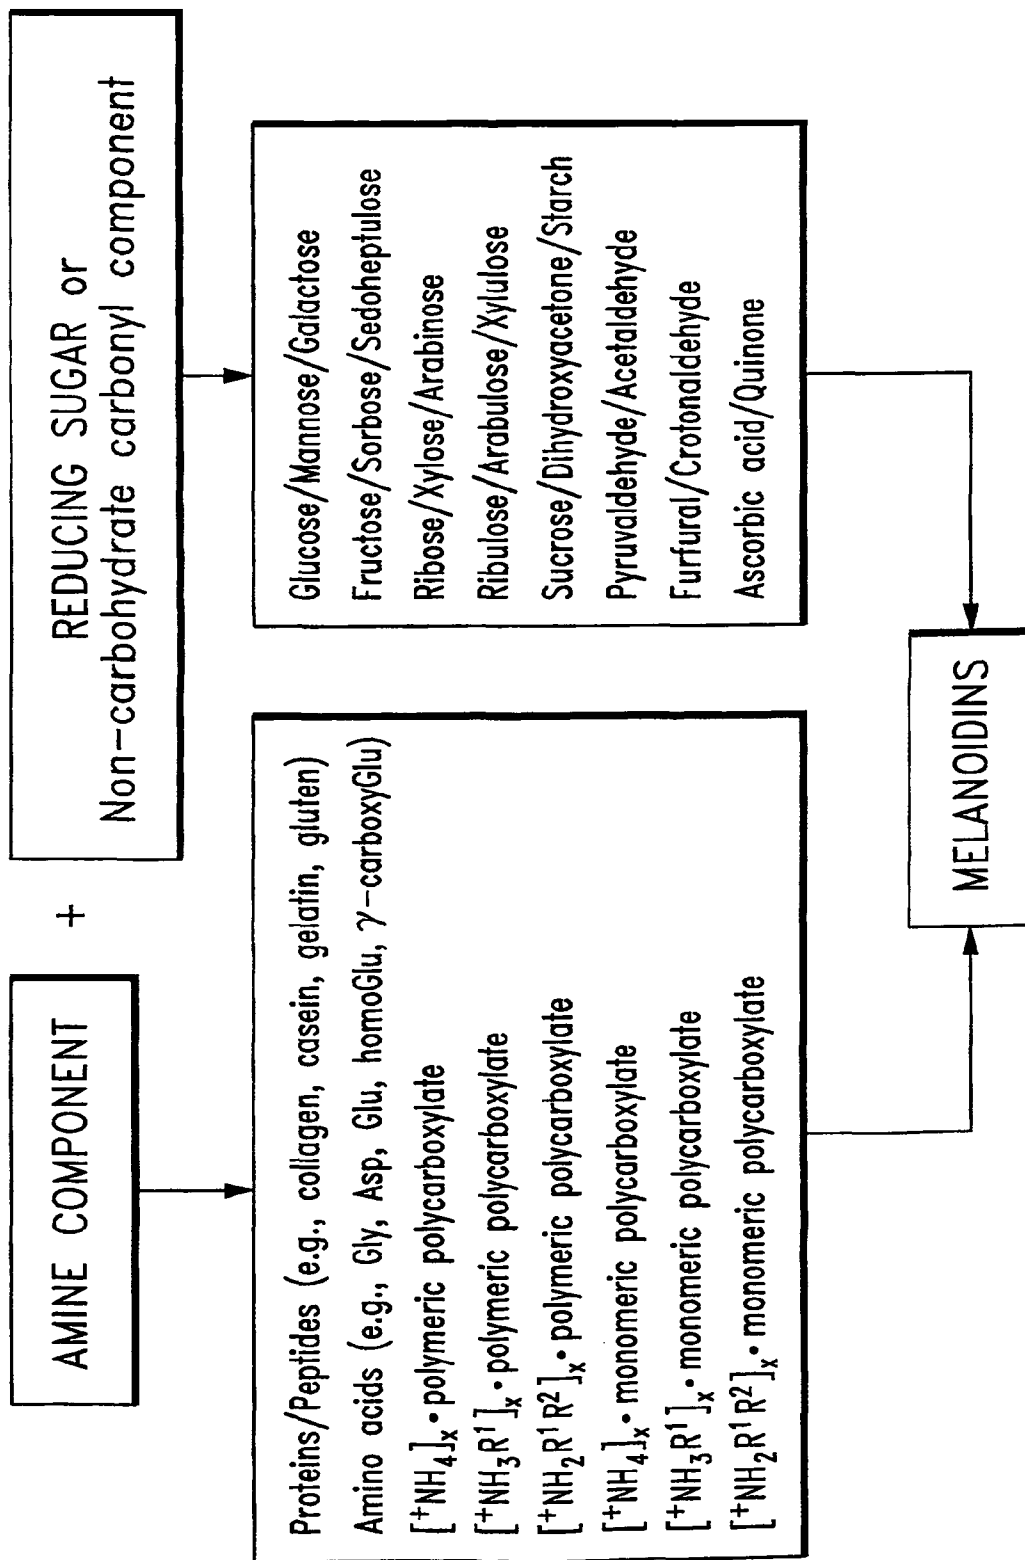 AMINE COMPONENT
+
REDUCING SUGAR or
Non-carbohydrate carbonyl component
Proteins/Peptides (e.g., collagen, casein, gelatin, gluten)
Amino acids (e.g., Gly, Asp, Glu, homoGlu, γ-carboxyGlu)
[⁺NH₄]ₓ•polymeric polycarboxylate
[⁺NH₃R¹]ₓ•polymeric polycarboxylate
[⁺NH₂R¹R²]ₓ•polymeric polycarboxylate
[⁺NH₄]ₓ•monomeric polycarboxylate
[⁺NH₃R¹]ₓ•monomeric polycarboxylate
[⁺NH₂R¹R²]ₓ•monomeric polycarboxylate
Glucose/Mannose/Galactose
Fructose/Sorbose/Sedoheptulose
Ribose/Xylose/Arabinose
Ribulose/Arabulose/Xylulose
Sucrose/Dihydroxyacetone/Starch
Pyruvaldehyde/Acetaldehyde
Furfural/Crotonaldehyde
Ascorbic acid/Quinone
MELANOIDINS